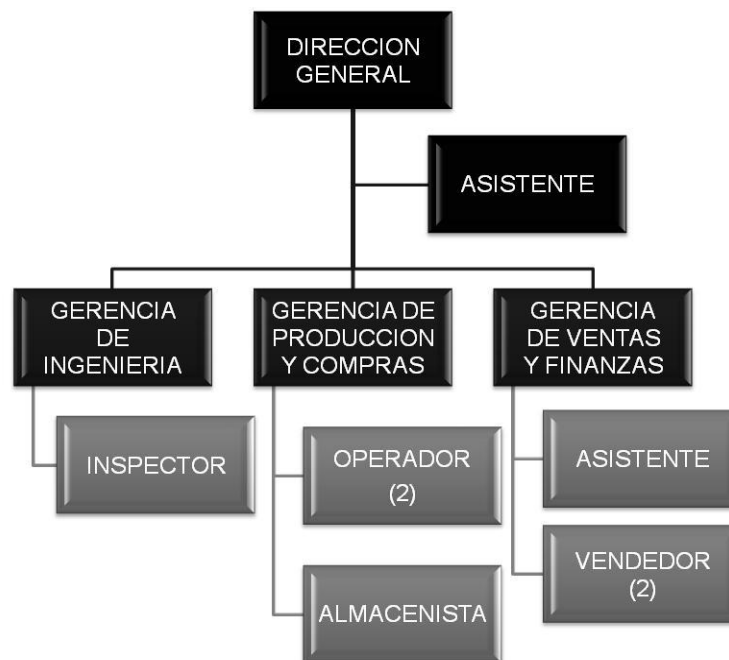 DIRECCION
GENERAL
ASISTENTE
GERENCIA
DE
INGENIERIA
GERENCIA DE
PRODUCCION
Y COMPRAS
GERENCIA
DE VENTAS
Y FINANZAS
INSPECTOR
OPERADOR
(2)
ASISTENTE
ALMACENISTA
VENDEDOR
(2)